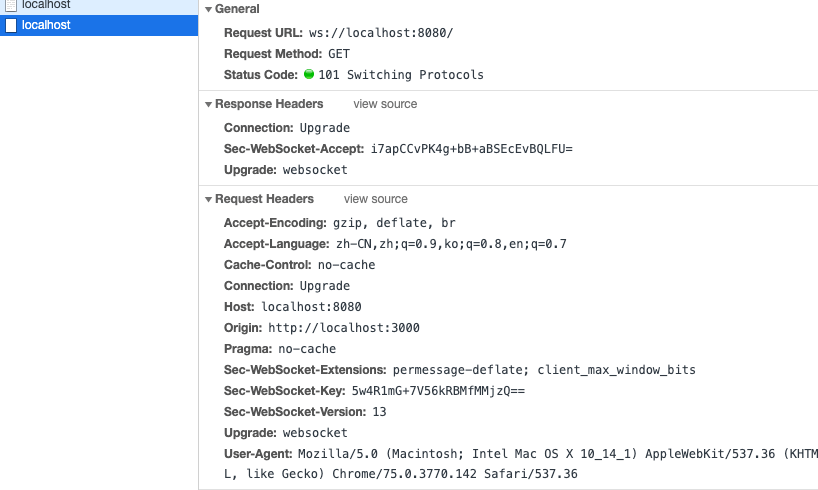 localhost
localhost
General
Request URL: ws://localhost:8080/
Request Method: GET
Status Code: 101 Switching Protocols
Response Headers view source
Connection: Upgrade
Sec-WebSocket-Accept: i7apCCvPK4g+bB+aBSEcEvBQLFU=
Upgrade: websocket
Request Headers view source
Accept-Encoding: gzip, deflate, br
Accept-Language: zh-CN,zh;q=0.9,ko;q=0.8,en;q=0.7
Cache-Control: no-cache
Connection: Upgrade
Host: localhost:8080
Origin: http://localhost:3000
Pragma: no-cache
Sec-WebSocket-Extensions: permessage-deflate; client_max_window_bits
Sec-WebSocket-Key: 5w4R1mG+7V56kRBMfMMjzQ==
Sec-WebSocket-Version: 13
Upgrade: websocket
User-Agent: Mozilla/5.0 (Macintosh; Intel Mac OS X 10_14_1) AppleWebKit/537.36 (KHTM
L, like Gecko) Chrome/75.0.3770.142 Safari/537.36